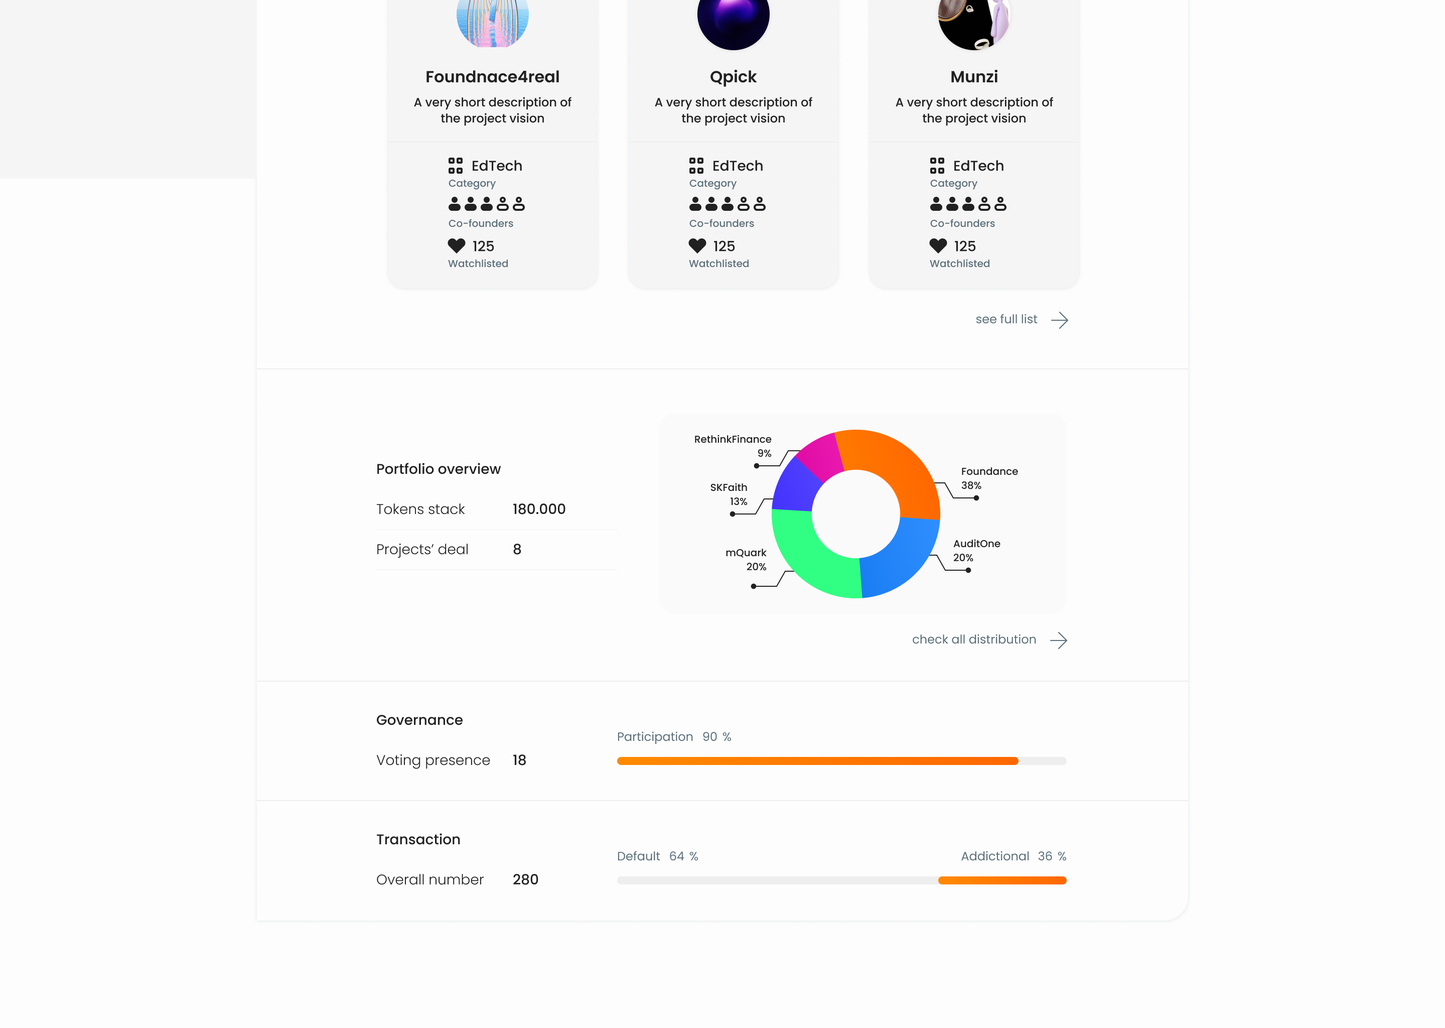 Foundnace4real
A very short description of
the project vision
EdTech
Category
Co-founders
125
Watchlisted
Qpick
A very short description of
the project vision
EdTech
Category
Co-founders
125
Watchlisted
Munzi
A very short description of
the project vision
EdTech
Category
Co-founders
125
Watchlisted
see full list
Portfolio overview
Tokens stack 180.000
Projects’ deal 8
RethinkFinance
9%
SKFaith
13%
mQuark
20%
Foundance
38%
AuditOne
20%
check all distribution
Governance
Voting presence 18
Participation 90 %
Transaction
Overall number 280
Default 64 %
Addictional 36 %